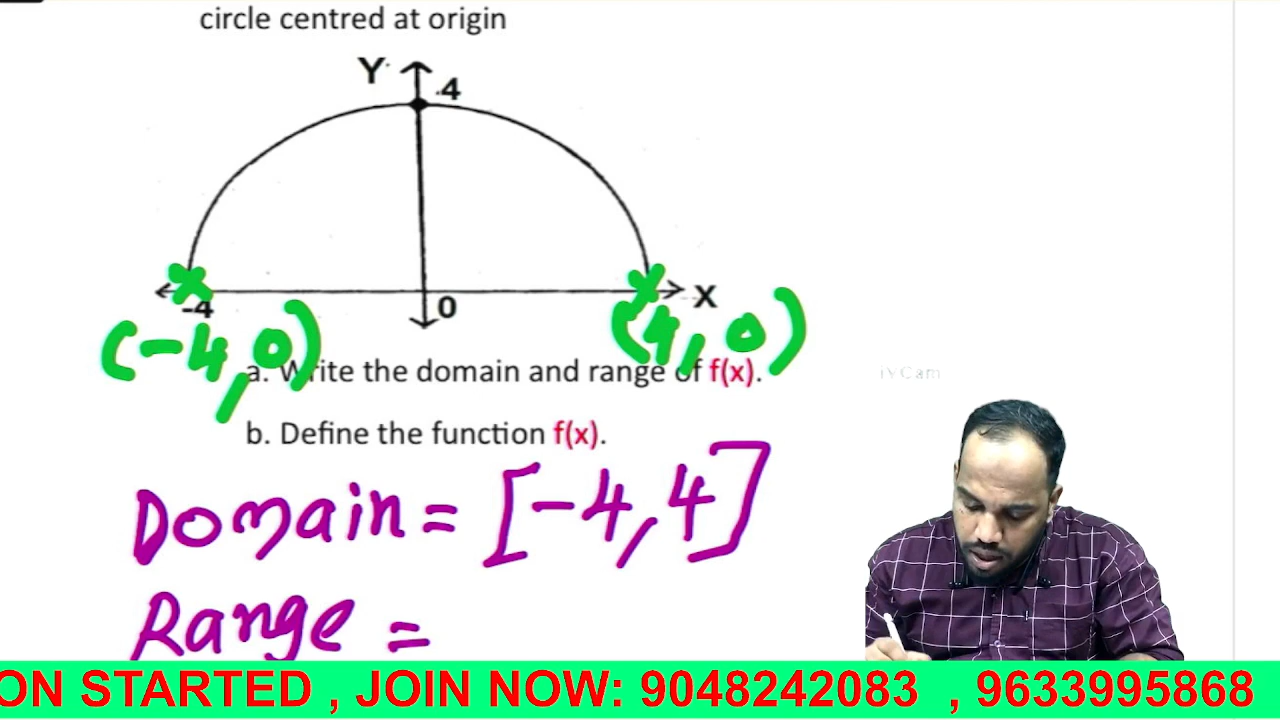 circle centred at origin
Y
.4
X
-4
0
(-4,0)
(4,0)
a. Write the domain and range of f(x).
iVCam
b. Define the function f(x).
Domain = [-4,4]
Range =
ON STARTED , JOIN NOW: 9048242083 , 9633995868